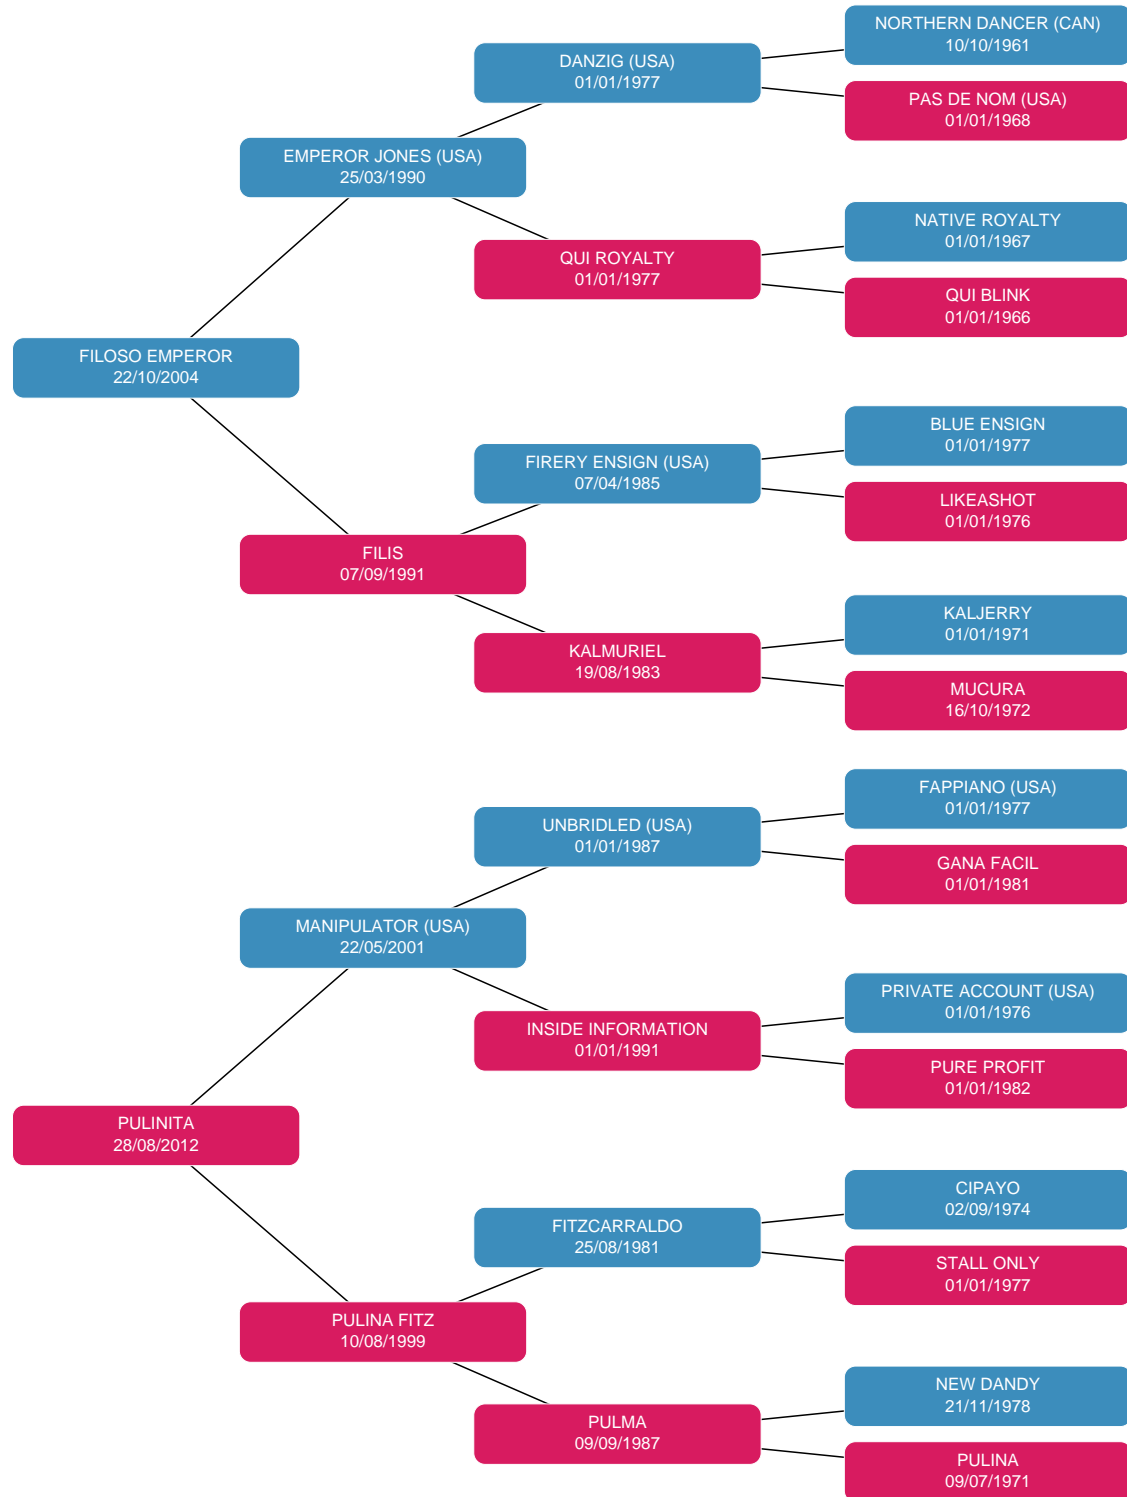 NORTHERN DANCER (CAN)
10/10/1961
DANZIG (USA)
01/01/1977
PAS DE NOM (USA)
01/01/1968
EMPEROR JONES (USA)
25/03/1990
NATIVE ROYALTY
01/01/1967
QUI ROYALTY
01/01/1977
QUI BLINK
01/01/1966
FILOSO EMPEROR
22/10/2004
BLUE ENSIGN
01/01/1977
FIRERY ENSIGN (USA)
07/04/1985
LIKEASHOT
01/01/1976
FILIS
07/09/1991
KALJERRY
01/01/1971
KALMURIEL
19/08/1983
MUCURA
16/10/1972
FAPPIANO (USA)
01/01/1977
UNBRIDLED (USA)
01/01/1987
GANA FACIL
01/01/1981
MANIPULATOR (USA)
22/05/2001
PRIVATE ACCOUNT (USA)
01/01/1976
INSIDE INFORMATION
01/01/1991
PURE PROFIT
01/01/1982
PULINITA
28/08/2012
CIPAYO
02/09/1974
FITZCARRALDO
25/08/1981
STALL ONLY
01/01/1977
PULINA FITZ
10/08/1999
NEW DANDY
21/11/1978
PULMA
09/09/1987
PULINA
09/07/1971